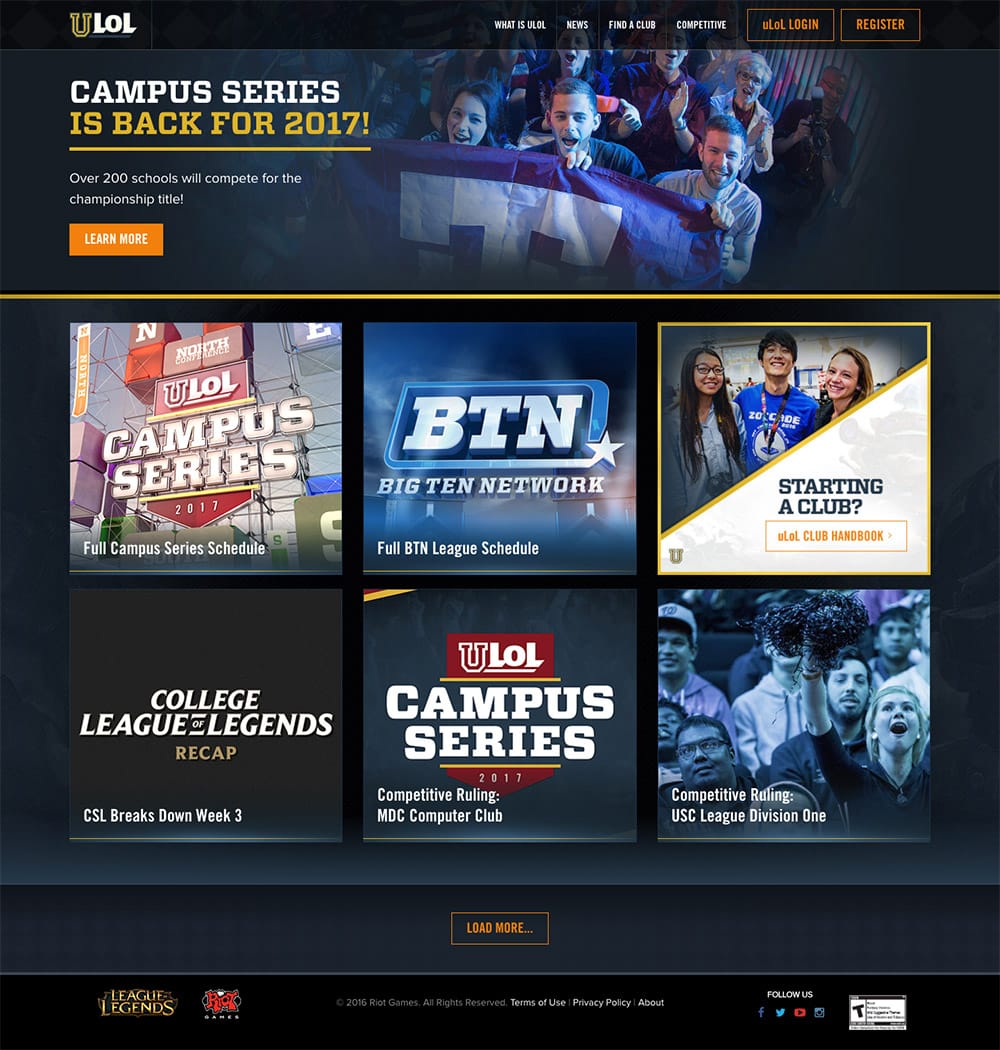 ULOL
WHAT IS ULOL
NEWS
FIND A CLUB
COMPETITIVE
uLoL LOGIN
REGISTER
CAMPUS SERIES
IS BACK FOR 2017!
Over 200 schools will compete for the
championship title!
LEARN MORE
N
E
NORTH
NORTH
CONFERENCE
ULOL
CAMPUS
SERIES
2017
Full Campus Series Schedule
BTN
BIG TEN NETWORK
Full BTN League Schedule
STARTING
A CLUB?
uLoL CLUB HANDBOOK >
U
COLLEGE
LEAGUE OF LEGENDS
RECAP
CSL Breaks Down Week 3
ULOL
CAMPUS
SERIES
2017
Competitive Ruling:
MDC Computer Club
Competitive Ruling:
USC League Division One
LOAD MORE...
LEAGUE OF
LEGENDS
RIOT
GAMES
© 2016 Riot Games. All Rights Reserved. Terms of Use | Privacy Policy | About
FOLLOW US
T